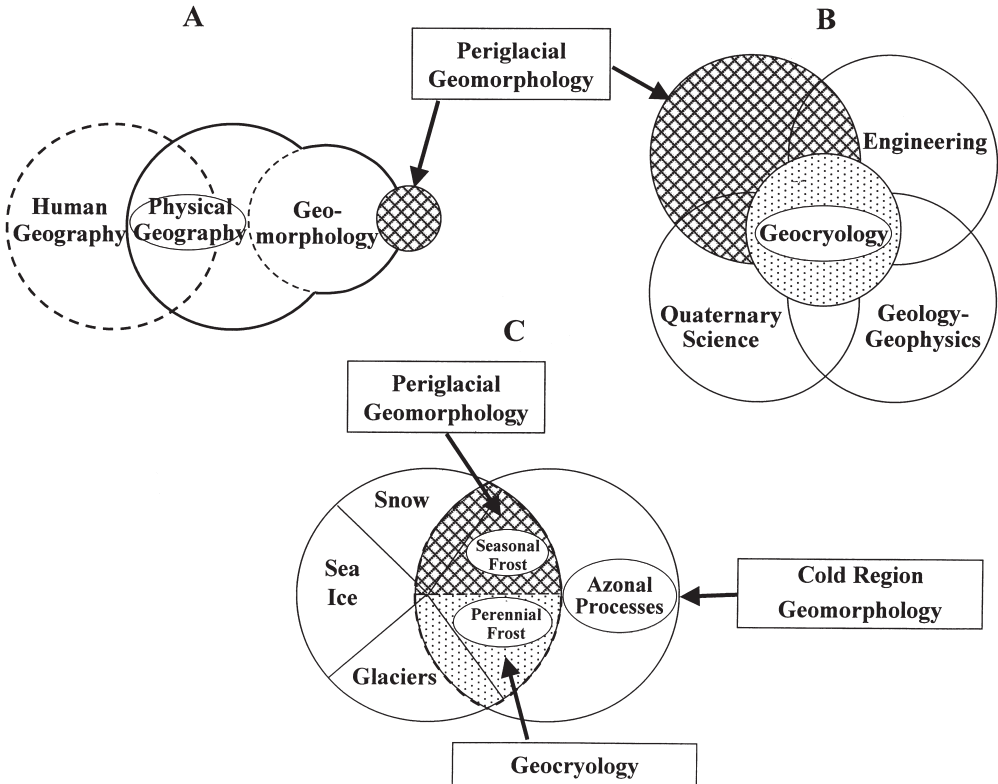 A
B
Periglacial
Geomorphology
Human
Geography
Physical
Geography
Geo-
morphology
Engineering
Geocryology
Quaternary
Science
Geology-
Geophysics
C
Periglacial
Geomorphology
Snow
Sea
Ice
Glaciers
Seasonal
Frost
Perennial
Frost
Azonal
Processes
Cold Region
Geomorphology
Geocryology